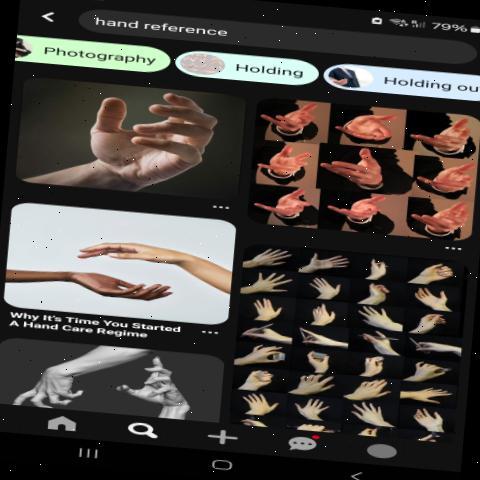 79%
hand reference
Photography
Holding
Holding ou
Why It's Time You Started
A Hand Care Regime